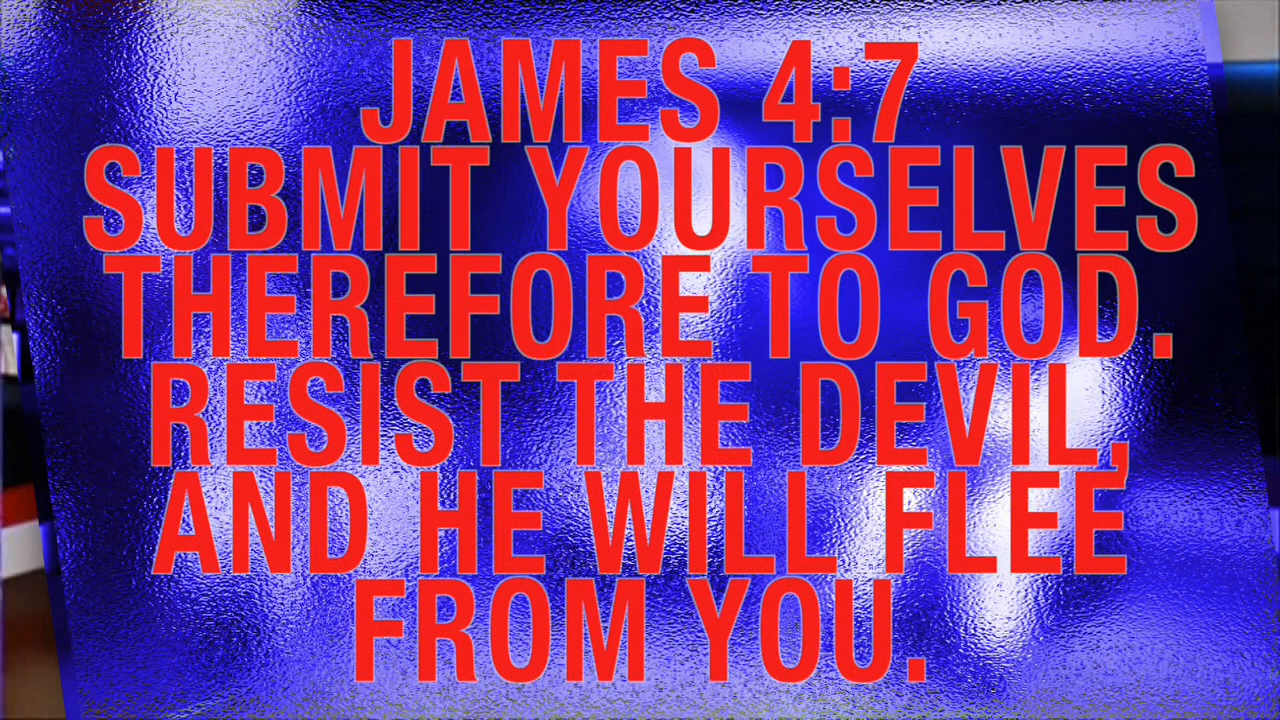 JAMES 4:7
SUBMIT YOURSELVES
THEREFORE TO GOD.
RESIST THE DEVIL,
AND HE WILL FLEE
FROM YOU.